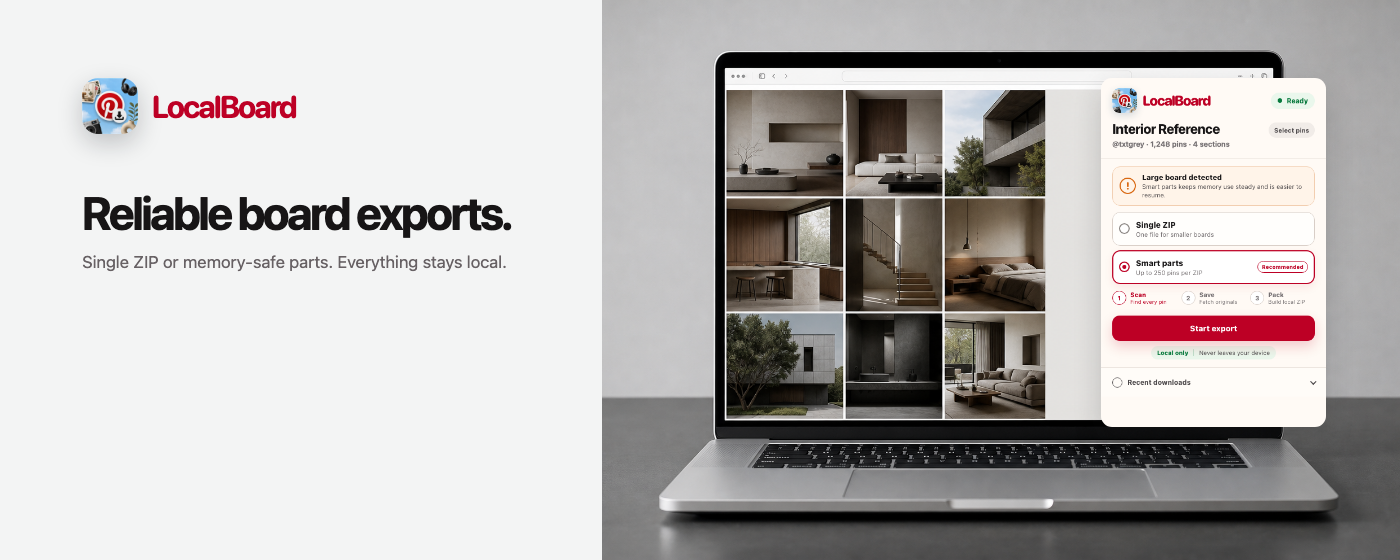 LocalBoard
Reliable board exports.
Single ZIP or memory-safe parts. Everything stays local.
LocalBoard
Ready
Interior Reference
Select pins
@txtgrey · 1,248 pins · 4 sections
Large board detected
Smart parts keeps memory use steady and is easier to
resume.
Single ZIP
One file for smaller boards
Smart parts
Up to 250 pins per ZIP
Recommended
1 Scan
Find every pin
2 Save
Fetch originals
3 Pack
Build local ZIP
Start export
Local only | Never leaves your device
Recent downloads